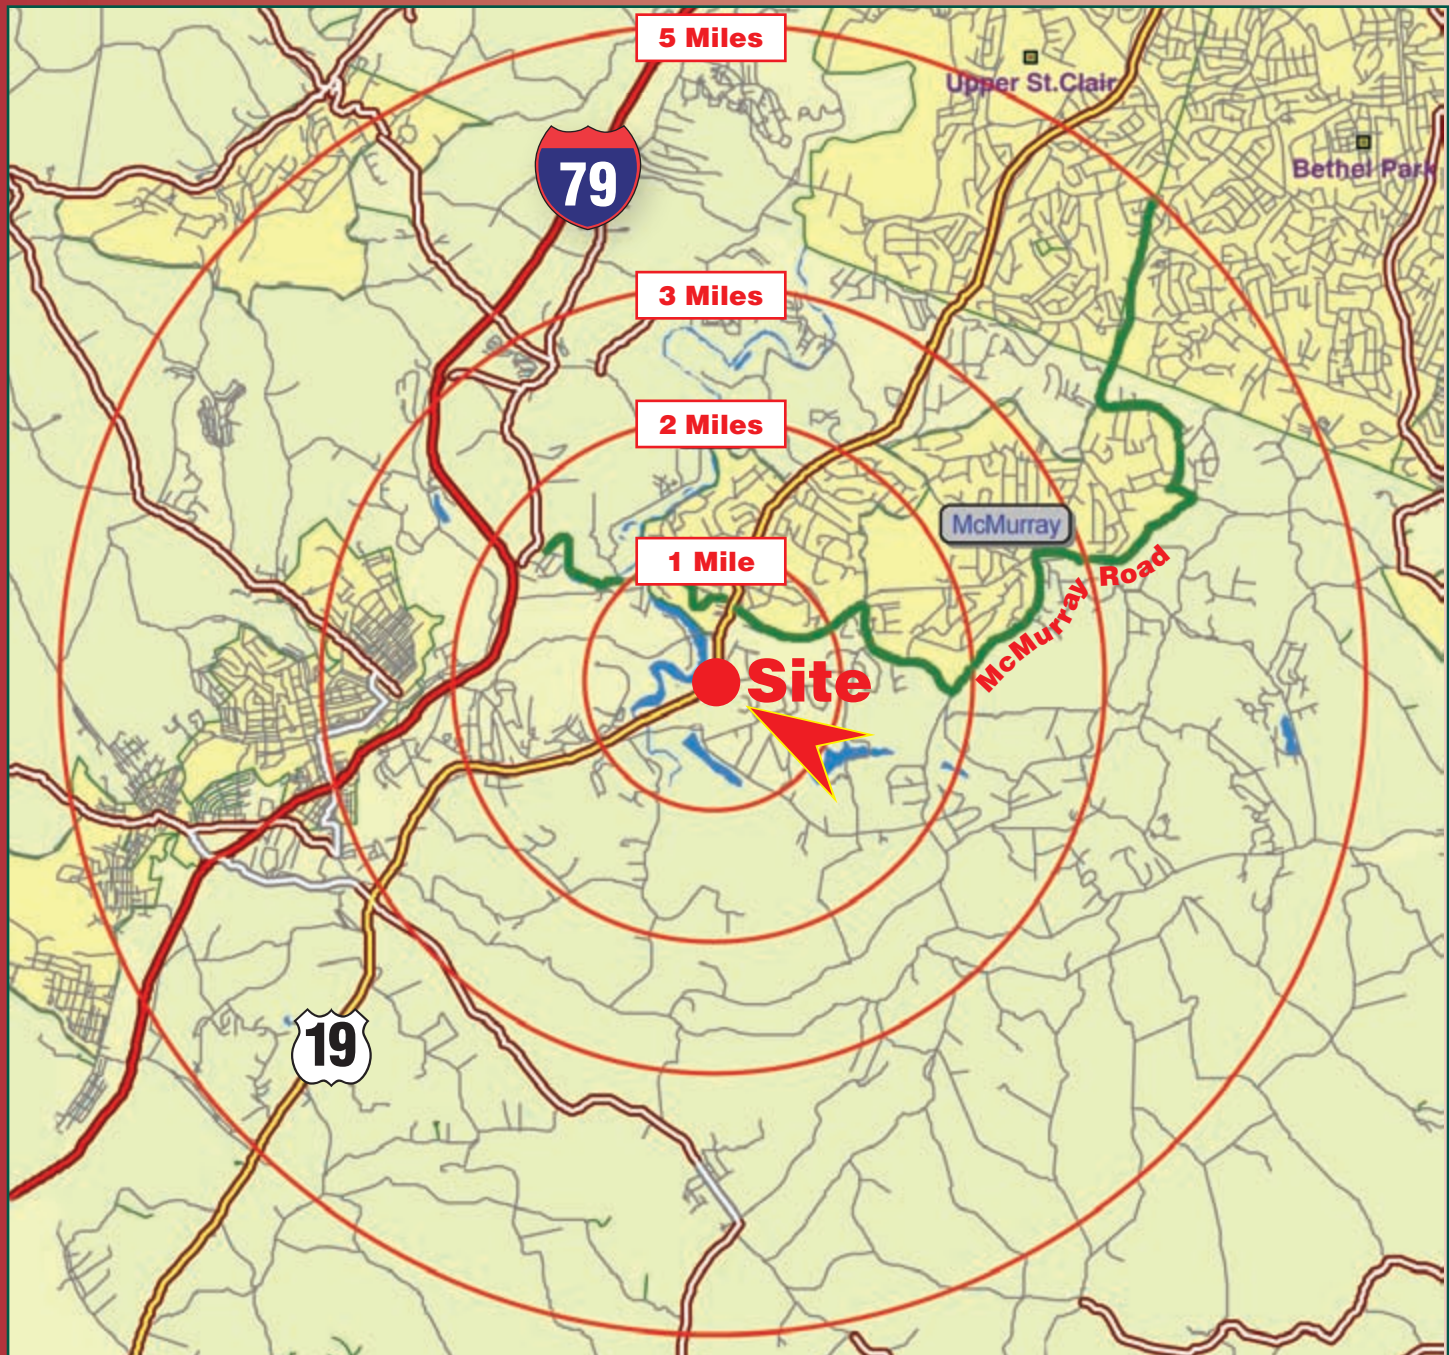 5 Miles
Upper St.Clair
Bethel Park
79
3 Miles
2 Miles
McMurray
1 Mile
McMurray Road
Site
19